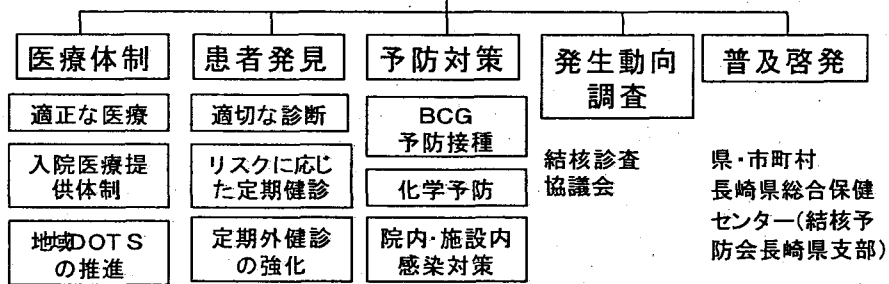 医療体制
適正な医療
入院医療提
供体制
地域DOTS
の推進
患者発見
適切な診断
リスクに応じ
た定期健診
定期外健診
の強化
予防対策
BCG
予防接種
化学予防
院内・施設内
感染対策
発生動向
調査
結核診査
協議会
普及啓発
県・市町村
長崎県総合保健
センター(結核予
防会長崎県支部)